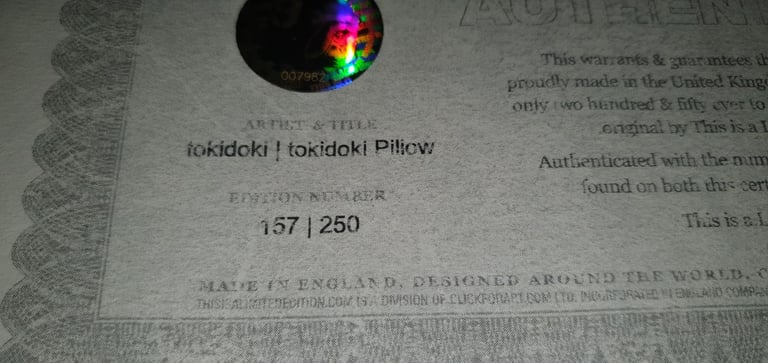 AUTHEN
007982
This warrants & guarantees th
proudly made in the United King
only two hundred & fifty ever to
original by This is a L
ARTIST & TITLE
tokidoki | tokidoki Pillow
Authenticated with the num
found on both this cert
EDITION NUMBER
157 | 250
This is a L
MADE IN ENGLAND, DESIGNED AROUND THE WORLD, C
THISISALIMITEDEDITION.COM IS A DIVISION OF CLICKFORART.COM LTD. INCORPORATED IN ENGLAND COMPAN